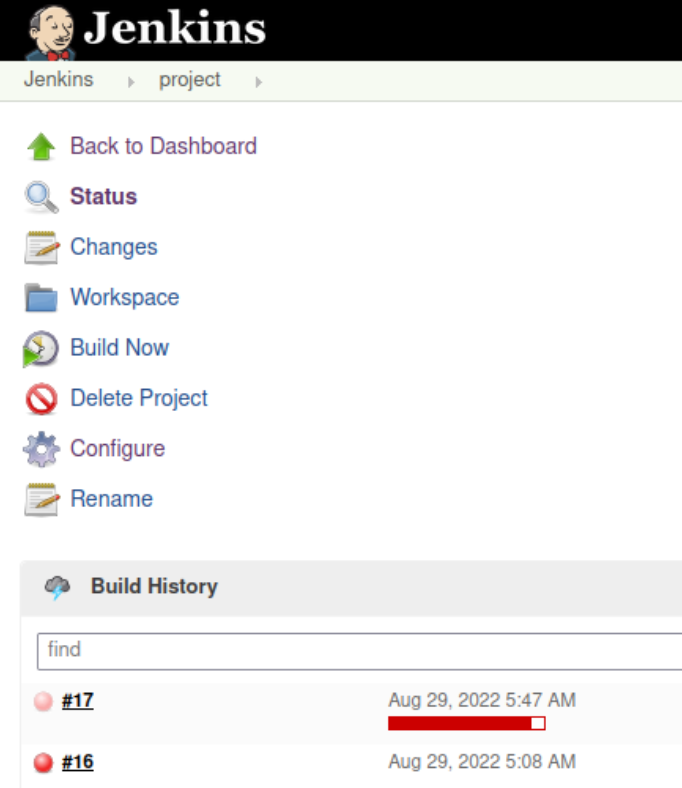 Jenkins
Jenkins project
Back to Dashboard
Status
Changes
Workspace
Build Now
Delete Project
Configure
Rename
Build History
find
#17 Aug 29, 2022 5:47 AM
#16 Aug 29, 2022 5:08 AM